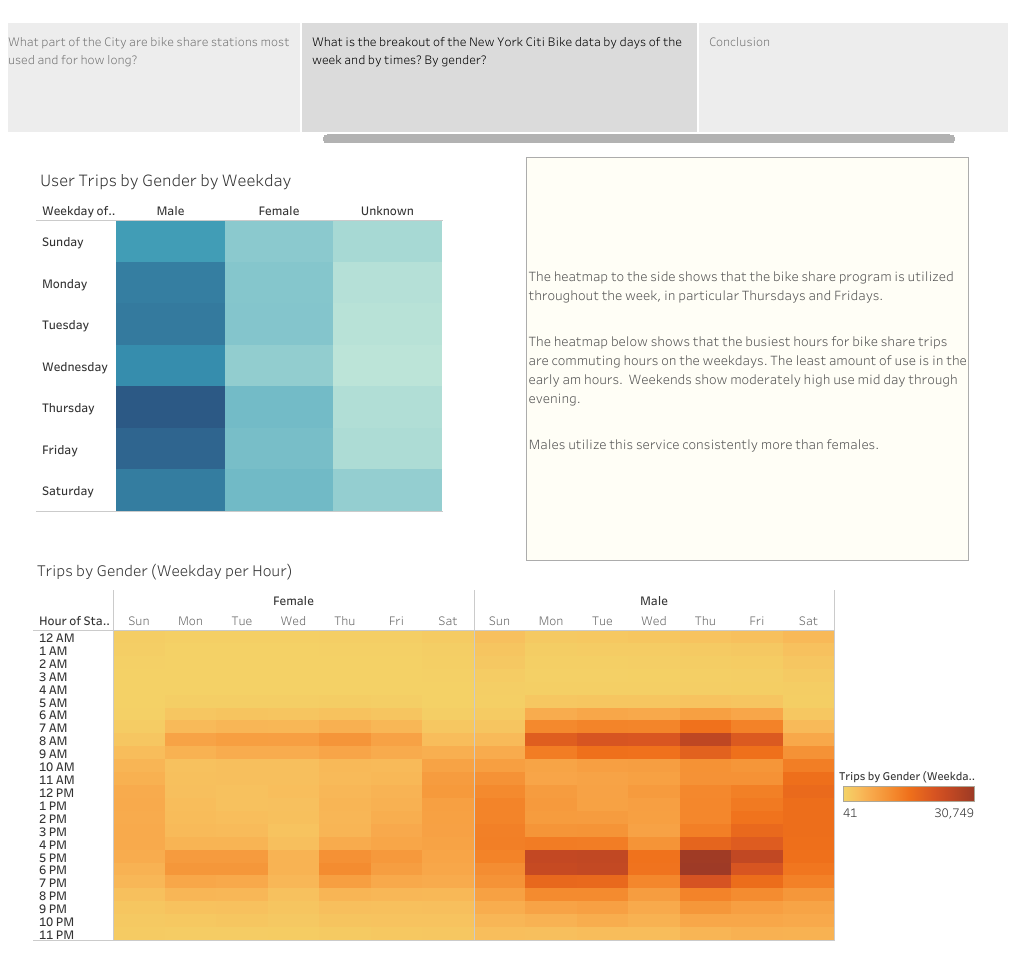 What part of the City are bike share stations most
used and for how long?
What is the breakout of the New York Citi Bike data by days of the
week and by times? By gender?
Conclusion
User Trips by Gender by Weekday
Weekday of.. Male Female Unknown
Sunday
Monday
Tuesday
Wednesday
Thursday
Friday
Saturday
The heatmap to the side shows that the bike share program is utilized
throughout the week, in particular Thursdays and Fridays.
The heatmap below shows that the busiest hours for bike share trips
are commuting hours on the weekdays. The least amount of use is in the
early am hours.  Weekends show moderately high use mid day through
evening.
Males utilize this service consistently more than females.
Trips by Gender (Weekday per Hour)
Female Male
Hour of Sta.. Sun Mon Tue Wed Thu Fri Sat Sun Mon Tue Wed Thu Fri Sat
12 AM
1 AM
2 AM
3 AM
4 AM
5 AM
6 AM
7 AM
8 AM
9 AM
10 AM
11 AM
12 PM
1 PM
2 PM
3 PM
4 PM
5 PM
6 PM
7 PM
8 PM
9 PM
10 PM
11 PM
Trips by Gender (Weekda..
41 30,749